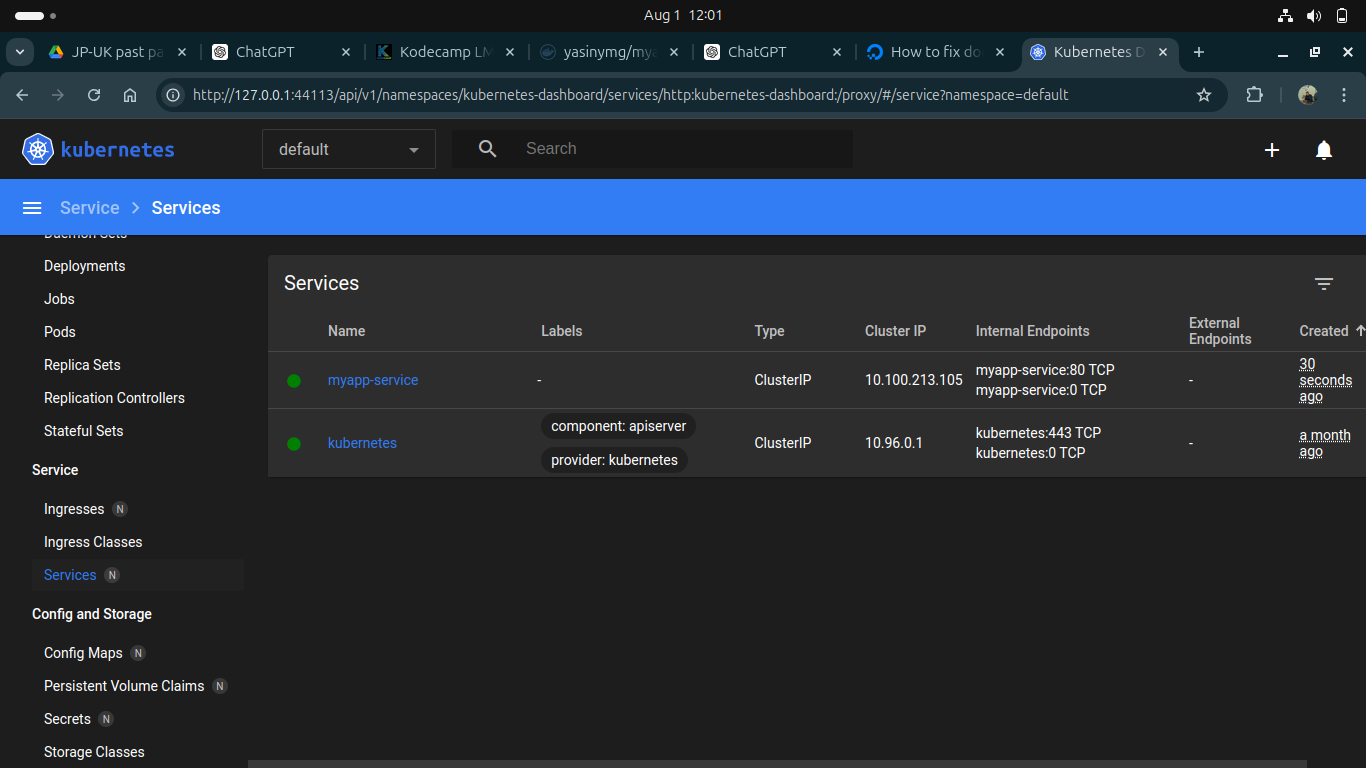 Aug 1 12:01
JP-UK past pa
ChatGPT
Kodecamp LM
yasinymg/mya
ChatGPT
How to fix do
Kubernetes D
http://127.0.0.1:44113/api/v1/namespaces/kubernetes-dashboard/services/http:kubernetes-dashboard:/proxy/#/service?namespace=default
kubernetes
default
Search
Service > Services
Daemon Sets
Deployments
Jobs
Pods
Replica Sets
Replication Controllers
Stateful Sets
Service
Ingresses N
Ingress Classes
Services N
Config and Storage
Config Maps N
Persistent Volume Claims N
Secrets N
Storage Classes
Services
Name Labels Type Cluster IP Internal Endpoints External Endpoints Created
myapp-service - ClusterIP 10.100.213.105 myapp-service:80 TCP - 30 seconds ago
myapp-service:0 TCP
kubernetes component: apiserver ClusterIP 10.96.0.1 kubernetes:443 TCP - a month ago
provider: kubernetes kubernetes:0 TCP